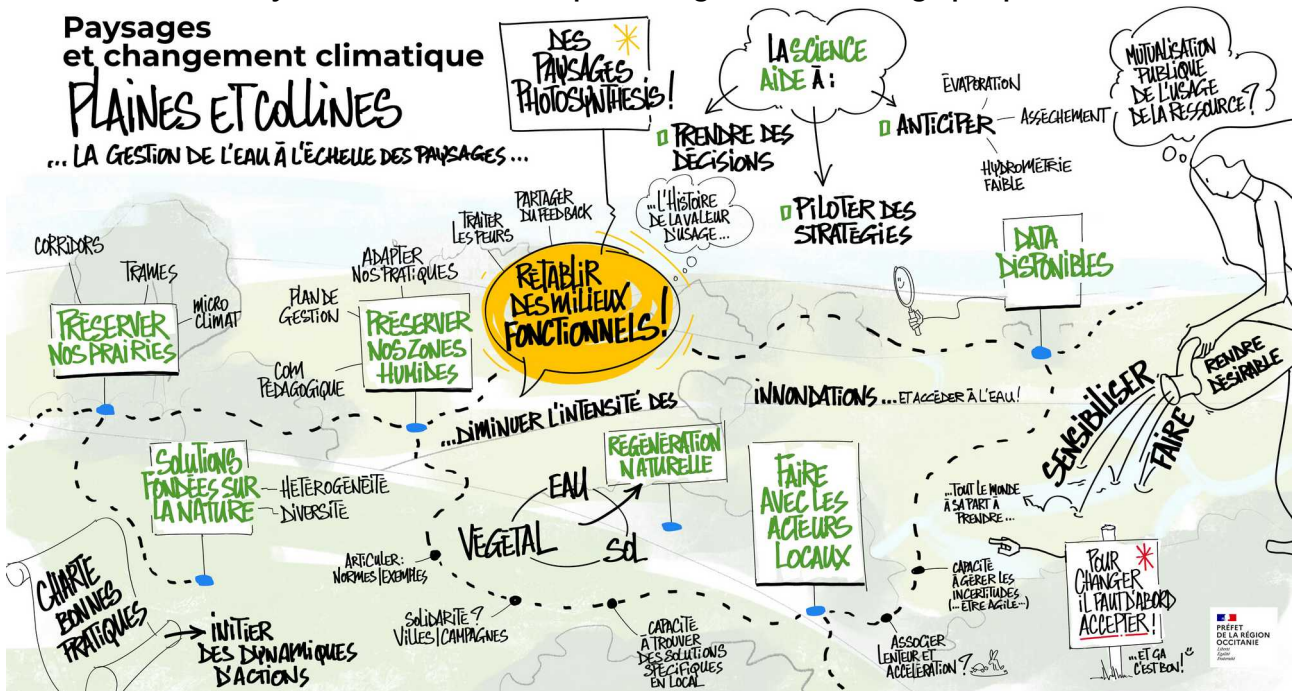 Paysages
et changement climatique
PLAINES ET COLLINES
... LA GESTION DE L'EAU À L'ÉCHELLE DES PAYSAGES ...
DES
PAYSAGES
PHOTOSYNTHESIS !
LA SCIENCE
AIDE À :
PRENDRE DES
DÉCISIONS
PILOTER DES
STRATÉGIES
ANTICIPER
ÉVAPORATION
ASSÈCHEMENT
HYDROMÉTRIE
FAIBLE
MUTUALISATION
PUBLIQUE
DE L'USAGE
DE LA RESSOURCE ?
CORRIDORS
TRAMES
MICRO
CLIMAT
PRÉSERVER
NOS PRAIRIES
ADAPTER
NOS PRATIQUES
PLAN DE
GESTION
COM
PÉDAGOGIQUE
PRÉSERVER
NOS ZONES
HUMIDES
TRAITER
LES PEURS
PARTAGER
DU FEEDBACK
... L'HISTOIRE
DE LA VALEUR
D'USAGE ...
RÉTABLIR
DES MILIEUX
FONCTIONNELS !
DATA
DISPONIBLES
RENDRE
DÉSIRABLE
SENSIBILISER
FAIRE
... DIMINUER L'INTENSITÉ DES
INNONDATIONS ... ET ACCÉDER À L'EAU !
SOLUTIONS
FONDÉES SUR
LA NATURE
HÉTÉROGÉNÉITÉ
DIVERSITÉ
RÉGÉNÉRATION
NATURELLE
EAU
VÉGÉTAL
SOL
FAIRE
AVEC LES
ACTEURS
LOCAUX
... TOUT LE MONDE
À SA PART À
PRENDRE ...
CHARTE
BONNES
PRATIQUES
INITIER
DES DYNAMIQUES
D'ACTIONS
ARTICULER :
NORMES / EXEMPLES
SOLIDARITÉ ?
VILLES / CAMPAGNES
CAPACITÉ
À TROUVER
DES SOLUTIONS
SPÉCIFIQUES
EN LOCAL
ASSOCIER
LENTEUR ET
ACCÉLÉRATION ?
CAPACITÉ
À GÉRER LES
INCERTITUDES
(... ÊTRE AGILE ...)
POUR
CHANGER
IL FAUT D'ABORD
ACCEPTER !
... ET ÇA
C'EST BON !
PRÉFET
DE LA RÉGION
OCCITANIE
Liberté
Égalité
Fraternité